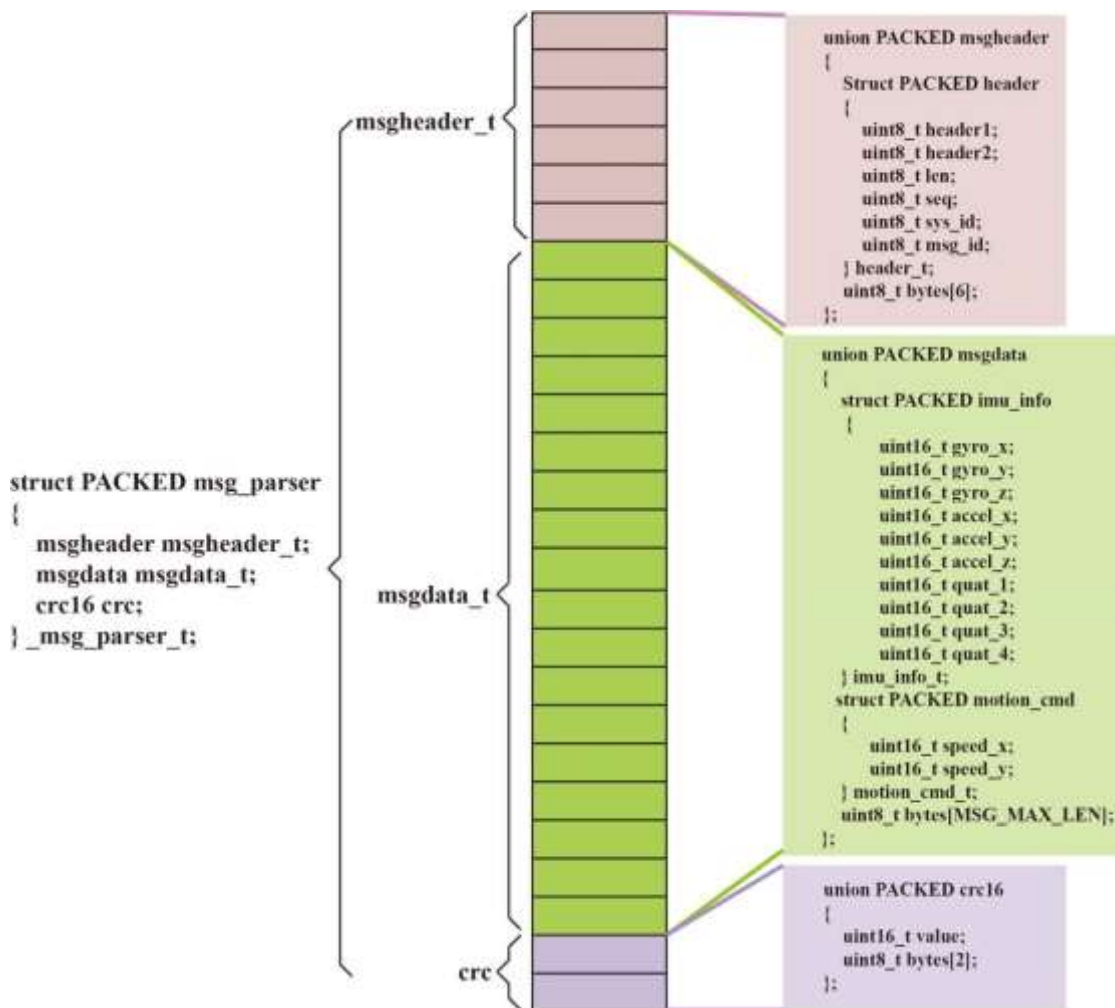 struct PACKED msg_parser
{
msgheader msgheader_t;
msgdata msgdata_t;
crc16 crc;
} _msg_parser_t;
msgheader_t
msgdata_t
crc
union PACKED msgheader
{
Struct PACKED header
{
uint8_t header1;
uint8_t header2;
uint8_t len;
uint8_t seq;
uint8_t sys_id;
uint8_t msg_id;
} header_t;
uint8_t bytes[6];
};
union PACKED msgdata
{
struct PACKED imu_info
{
uint16_t gyro_x;
uint16_t gyro_y;
uint16_t gyro_z;
uint16_t accel_x;
uint16_t accel_y;
uint16_t accel_z;
uint16_t quat_1;
uint16_t quat_2;
uint16_t quat_3;
uint16_t quat_4;
} imu_info_t;
struct PACKED motion_cmd
{
uint16_t speed_x;
uint16_t speed_y;
} motion_cmd_t;
uint8_t bytes[MSG_MAX_LEN];
};
union PACKED crc16
{
uint16_t value;
uint8_t bytes[2];
};